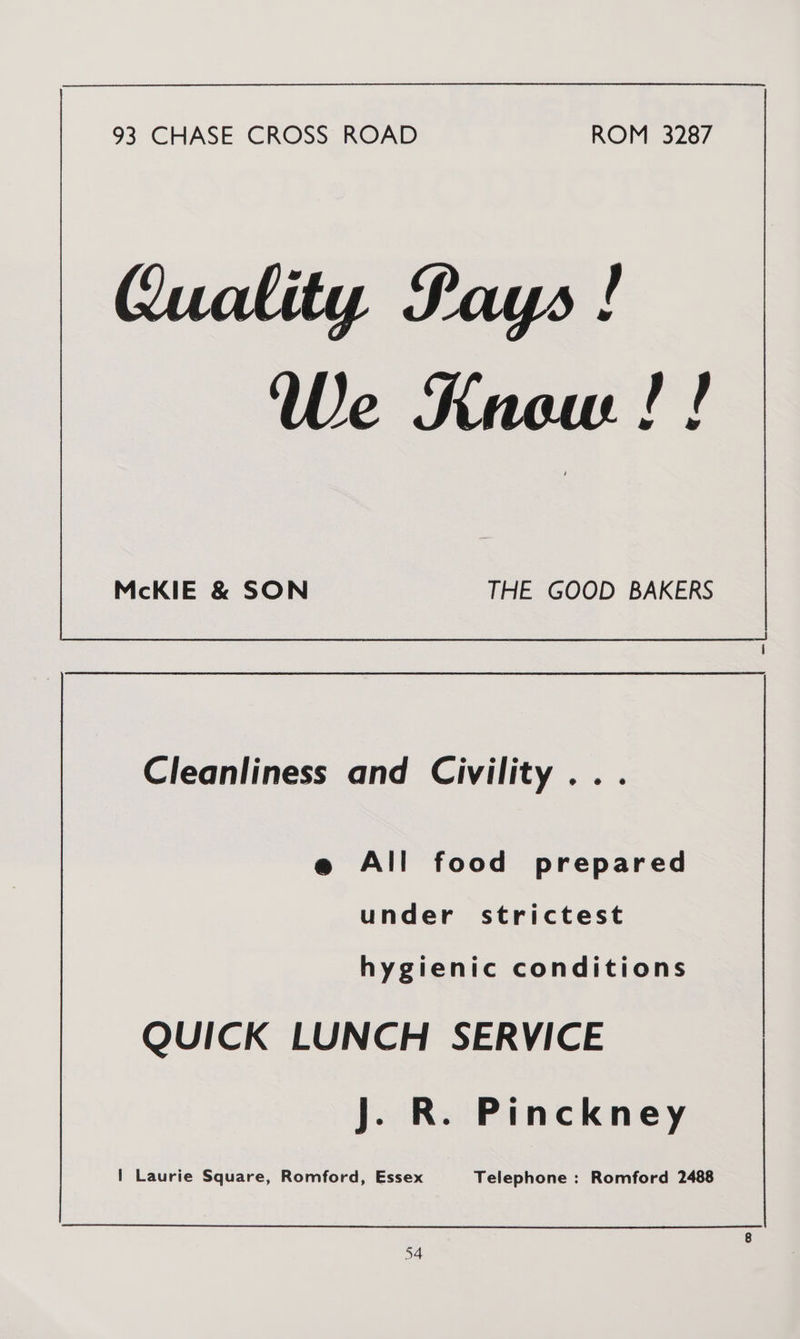 93 CHASE CROSS ROAD ROM 3287
Quality Pays !
We Know ! !
McKIE & SON THE GOOD BAKERS
Cleanliness and Civility . . .
● All food prepared
under strictest
hygienic conditions
QUICK LUNCH SERVICE
J. R. Pinckney
1 Laurie Square, Romford, Essex Telephone : Romford 2488
54
8